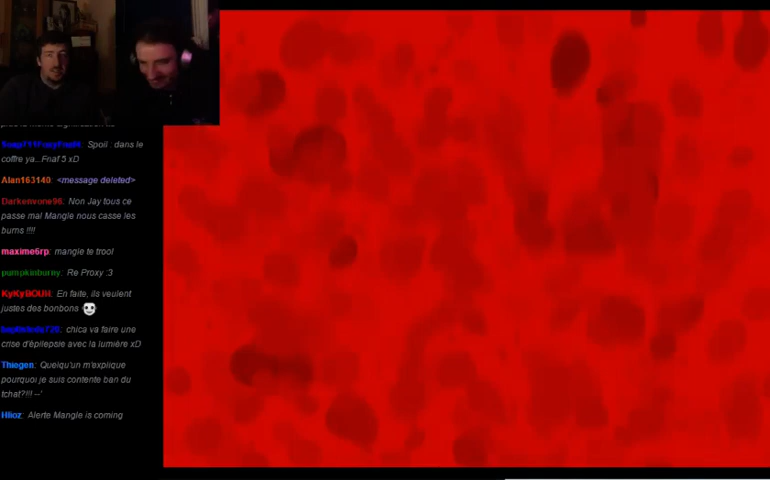 Spoil : dans le
coffre ya...Fnaf 5 xD
Alan163140: <message deleted>
Darkenvone96: Non Jay tous ce
passe mal Mangle nous casse les
burns !!!!
maxime6rp: mangle te trool
pumpkinburny: Re Proxy :3
KyKyBOUH: En faite, ils veulent
justes des bonbons
chica va faire une
crise d'épilepsie avec la lumière xD
Thiogen: Quelqu'un m'explique
pourquoi je suis contente ban du
tchat?!!! --'
Hlioz: Alerte Mangle is coming